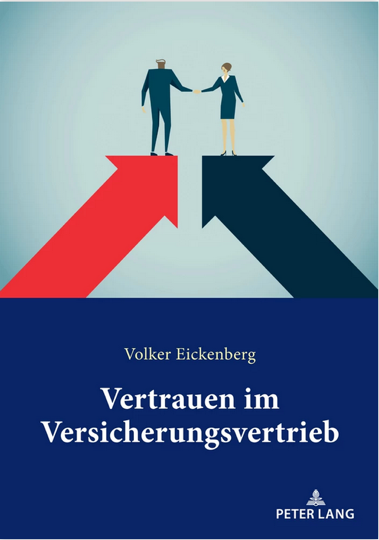 Volker Eickenberg
Vertrauen im
Versicherungsvertrieb
PETER LANG